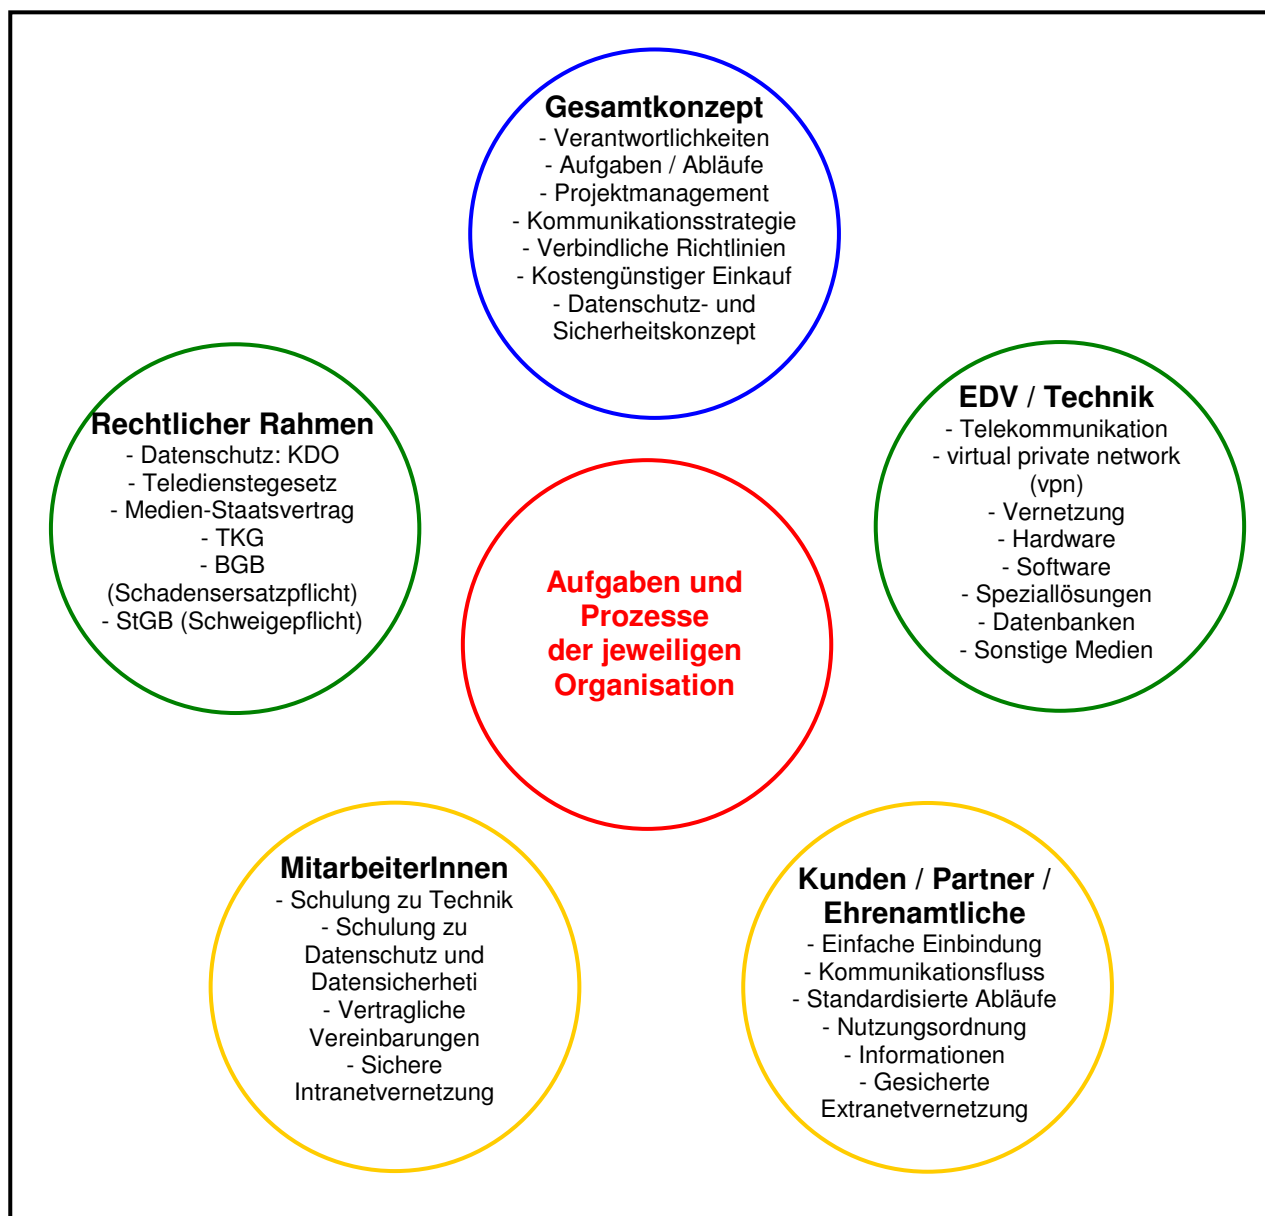 Gesamtkonzept
- Verantwortlichkeiten
- Aufgaben / Abläufe
- Projektmanagement
- Kommunikationsstrategie
- Verbindliche Richtlinien
- Kostengünstiger Einkauf
- Datenschutz- und
Sicherheitskonzept
Rechtlicher Rahmen
- Datenschutz: KDO
- Teledienstegesetz
- Medien-Staatsvertrag
- TKG
- BGB
(Schadensersatzpflicht)
- StGB (Schweigepflicht)
EDV / Technik
- Telekommunikation
- virtual private network
(vpn)
- Vernetzung
- Hardware
- Software
- Speziallösungen
- Datenbanken
- Sonstige Medien
Aufgaben und
Prozesse
der jeweiligen
Organisation
MitarbeiterInnen
- Schulung zu Technik
- Schulung zu
Datenschutz und
Datensicherheti
- Vertragliche
Vereinbarungen
- Sichere
Intranetvernetzung
Kunden / Partner /
Ehrenamtliche
- Einfache Einbindung
- Kommunikationsfluss
- Standardisierte Abläufe
- Nutzungsordnung
- Informationen
- Gesicherte
Extranetvernetzung